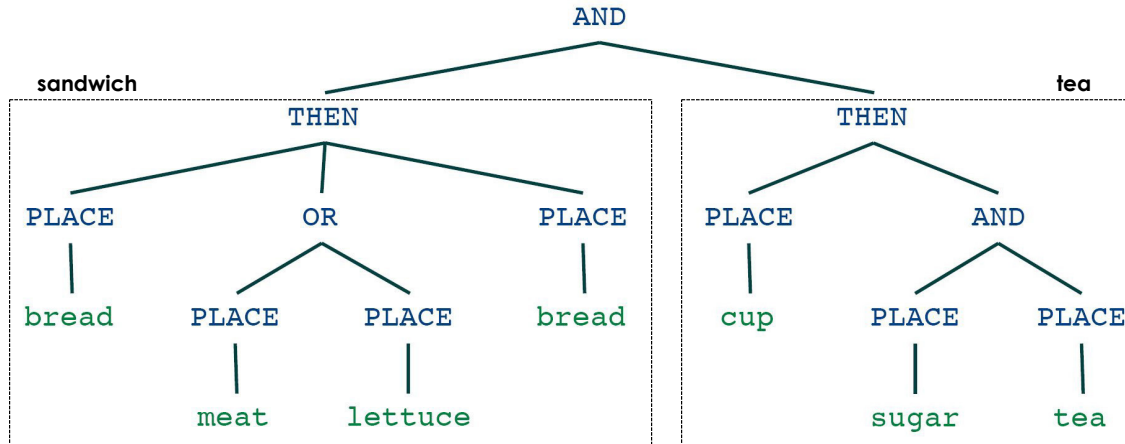 AND
sandwich tea
THEN THEN
PLACE OR PLACE PLACE AND
bread PLACE PLACE bread cup PLACE PLACE
meat lettuce sugar tea